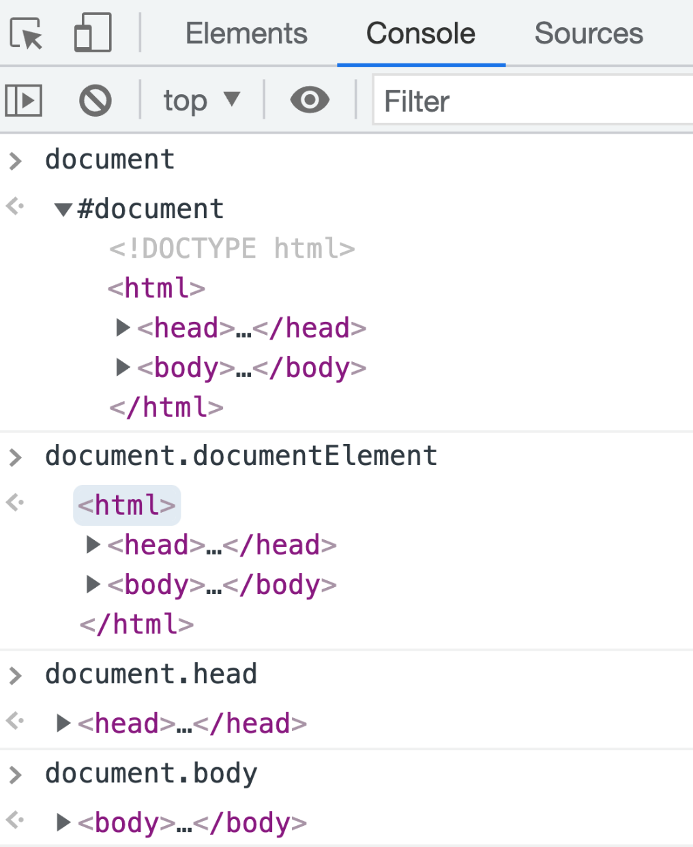 Elements Console Sources
top ▼ Filter
> document
▼#document
<!DOCTYPE html>
<html>
▶<head>…</head>
▶<body>…</body>
</html>
> document.documentElement
<html>
▶<head>…</head>
▶<body>…</body>
</html>
> document.head
▶<head>…</head>
> document.body
▶<body>…</body>